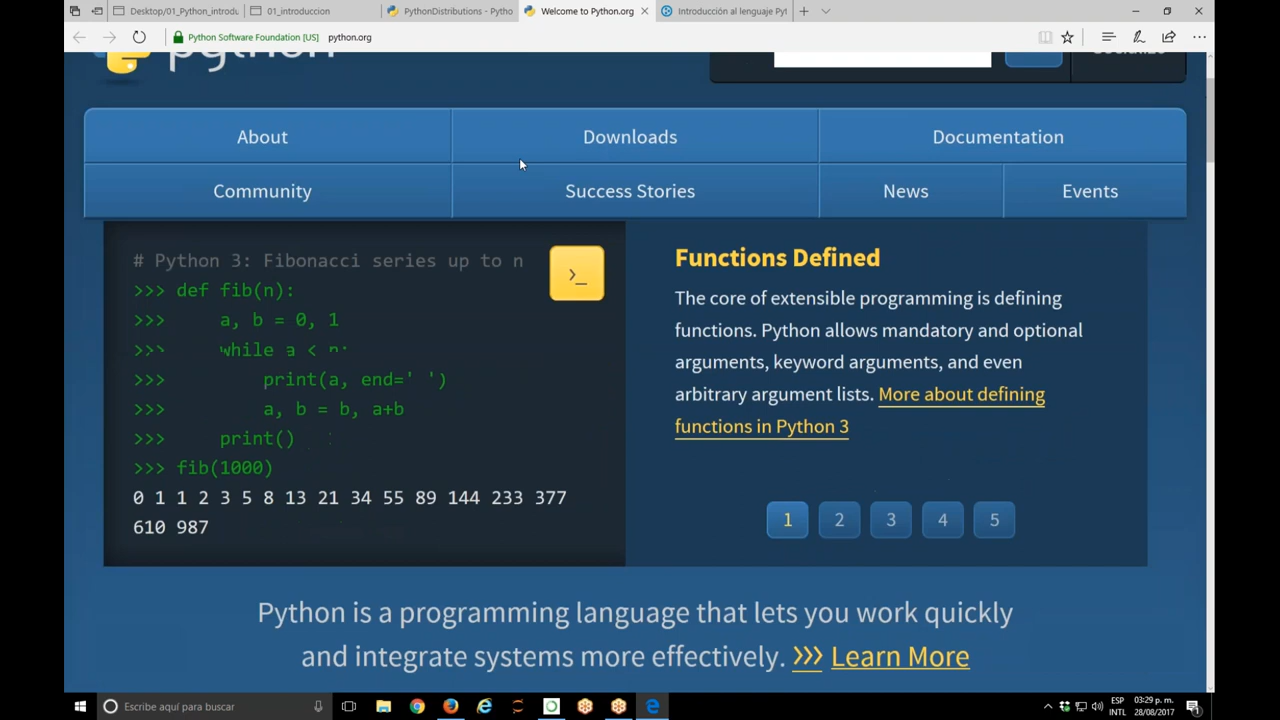 Desktop/01_Python_introdu
01_introduccion
PythonDistributions - Pytho
Welcome to Python.org
Introducción al lenguaje Pyt
Python Software Foundation [US]
python.org
python
About
Downloads
Documentation
Community
Success Stories
News
Events
# Python 3: Fibonacci series up to n
>>> def fib(n):
>>> a, b = 0, 1
>>> while a < n:
>>> print(a, end=' ')
>>> a, b = b, a+b
>>> print()
>>> fib(1000)
0 1 1 2 3 5 8 13 21 34 55 89 144 233 377
610 987
>_
Functions Defined
The core of extensible programming is defining
functions. Python allows mandatory and optional
arguments, keyword arguments, and even
arbitrary argument lists. More about defining
functions in Python 3
1 2 3 4 5
Python is a programming language that lets you work quickly
and integrate systems more effectively. >>> Learn More
Escribe aquí para buscar
ESP
INTL
03:29 p. m.
28/08/2017
1